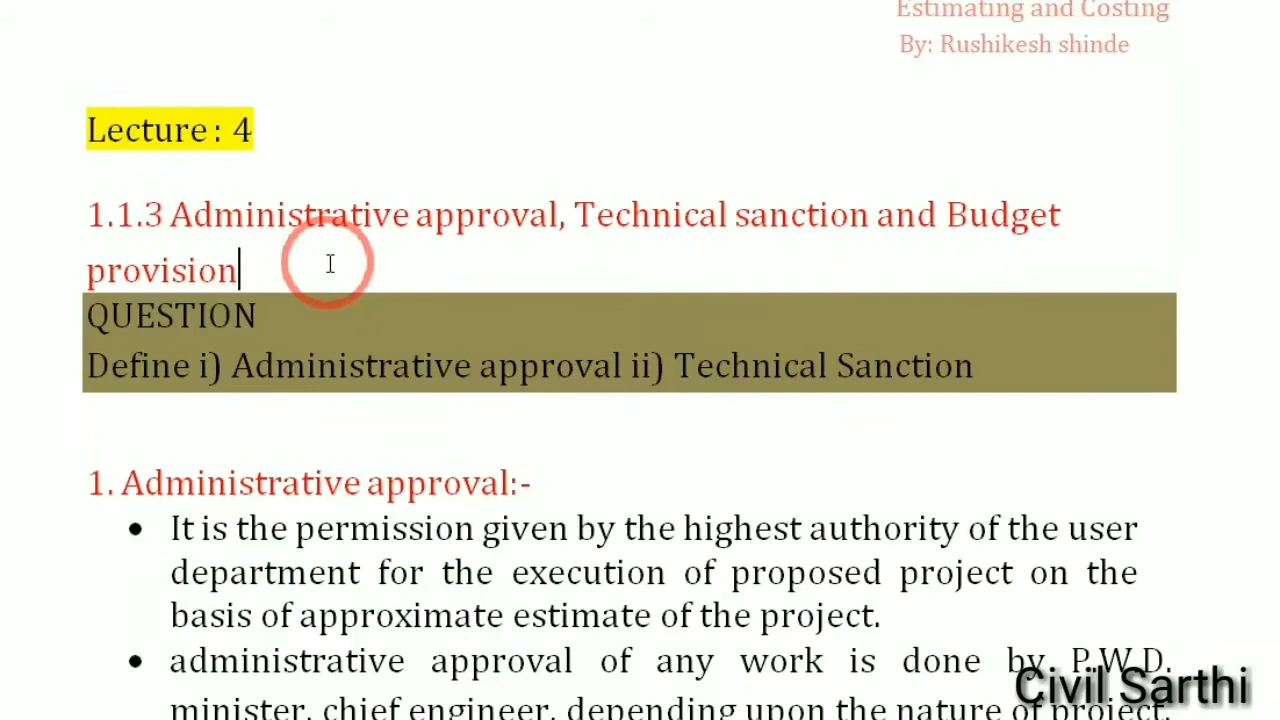 Estimating and Costing
By: Rushikesh shinde
Lecture : 4
1.1.3 Administrative approval, Technical sanction and Budget
provision
QUESTION
Define i) Administrative approval ii) Technical Sanction
1. Administrative approval:-
• It is the permission given by the highest authority of the user
department for the execution of proposed project on the
basis of approximate estimate of the project.
• administrative approval of any work is done by P.W.D.
minister, chief engineer, depending upon the nature of project.
Civil Sarthi